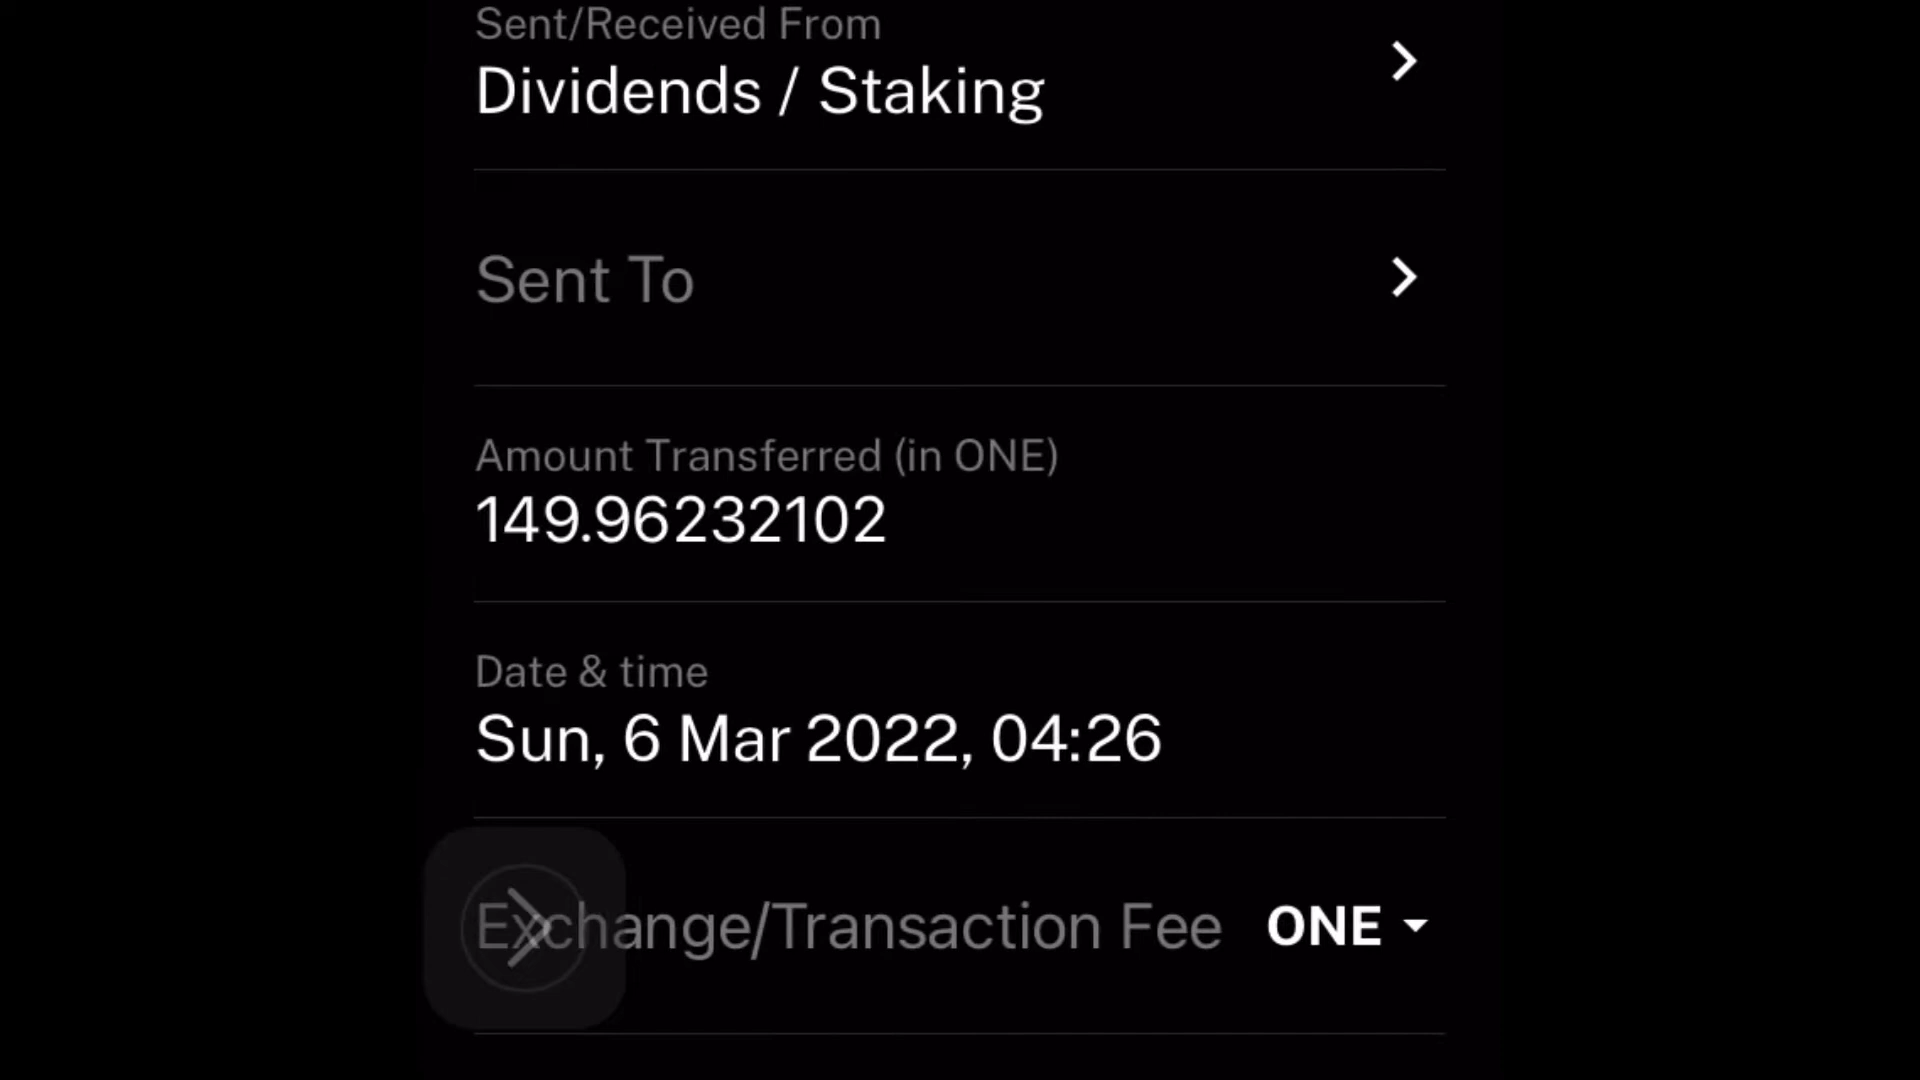 Sent/Received From
Dividends / Staking
Sent To
Amount Transferred (in ONE)
149.96232102
Date & time
Sun, 6 Mar 2022, 04:26
Exchange/Transaction Fee ONE